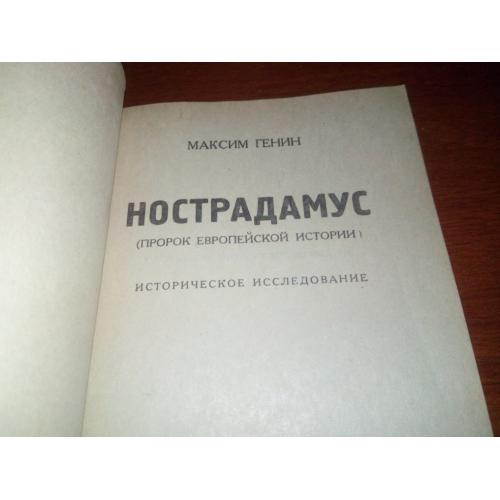 МАКСИМ ГЕНИН
НОСТРАДАМУС
(ПРОРОК ЕВРОПЕЙСКОЙ ИСТОРИИ)
ИСТОРИЧЕСКОЕ ИССЛЕДОВАНИЕ